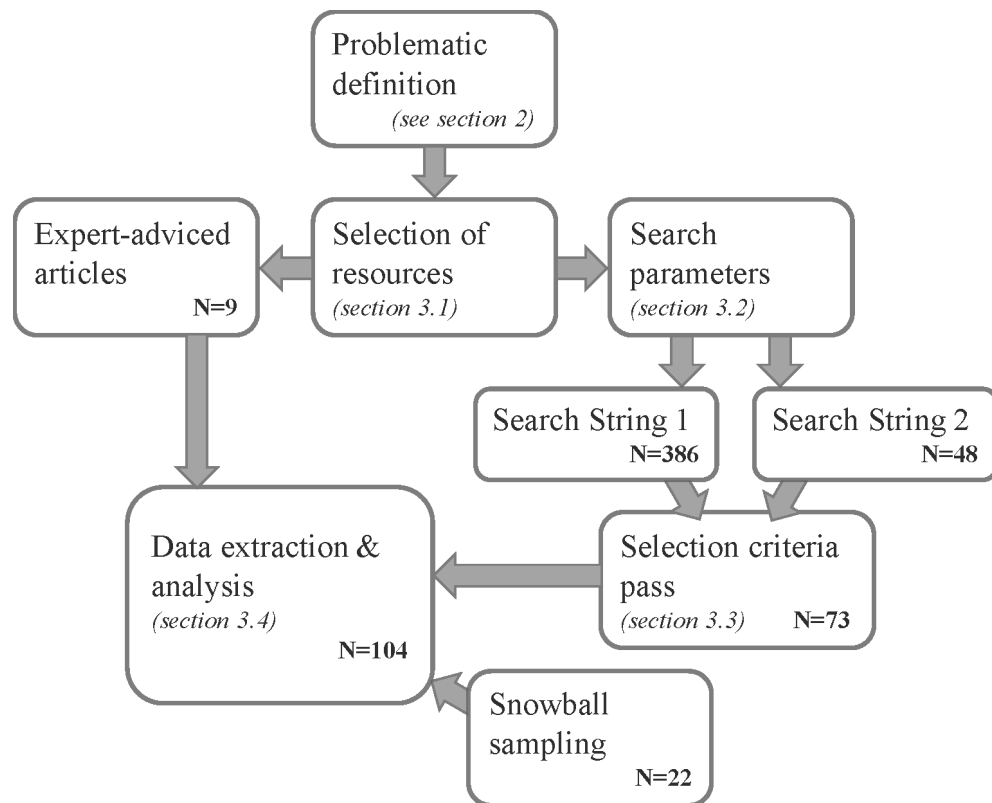 Problematic
definition
(see section 2)
Expert-adviced
articles
N=9
Selection of
resources
(section 3.1)
Search
parameters
(section 3.2)
Search String 1
N=386
Search String 2
N=48
Data extraction &
analysis
(section 3.4)
N=104
Selection criteria
pass
(section 3.3) N=73
Snowball
sampling
N=22